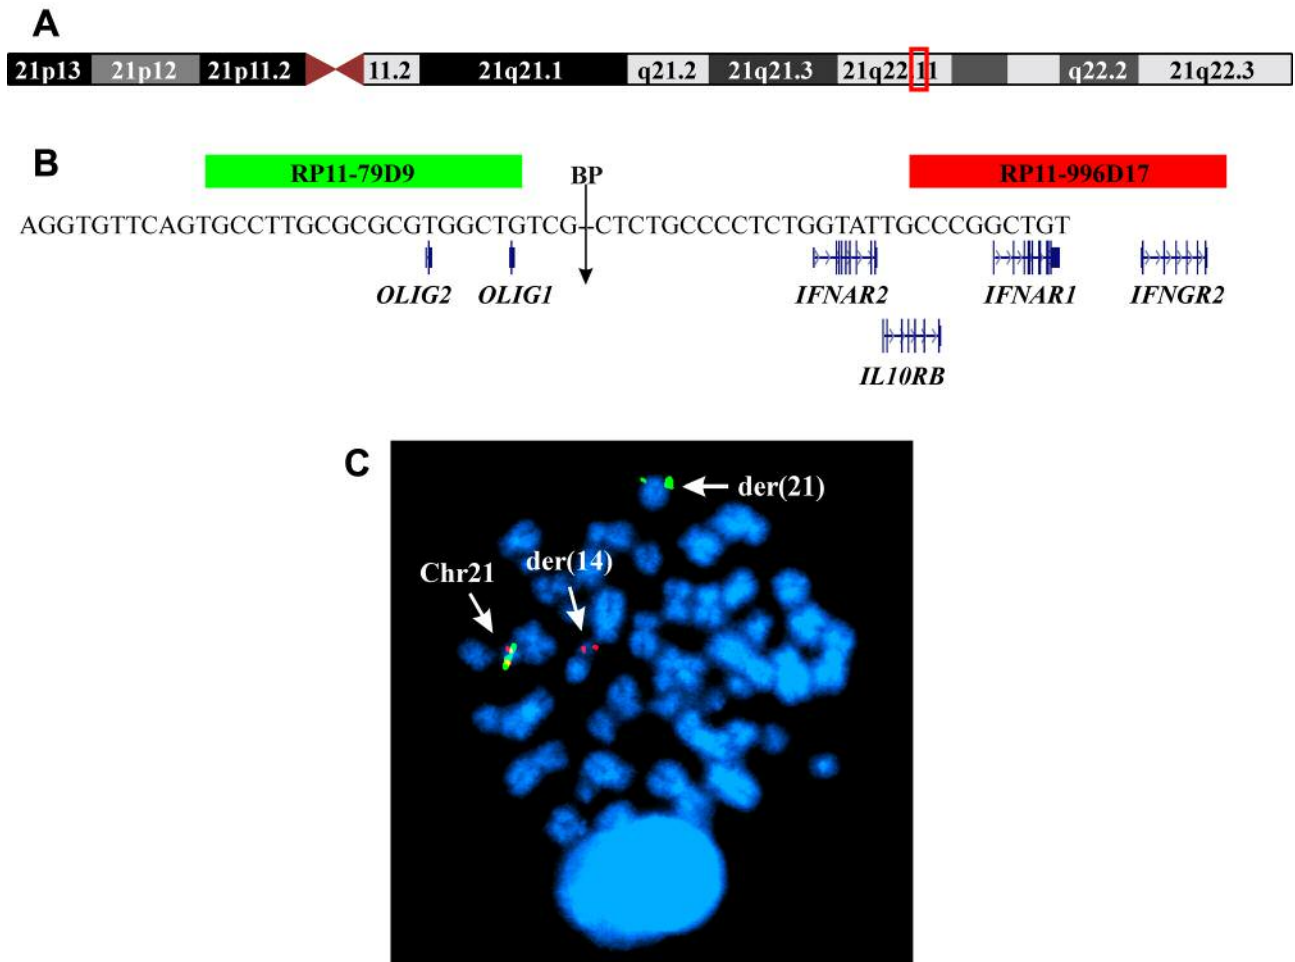 A
21p13 21p12 21p11.2 11.2 21q21.1 q21.2 21q21.3 21q22.11 q22.2 21q22.3
B
RP11-79D9 BP RP11-996D17
AGGTGTTCAGTGCCTTGCGCGCGTGGCTGTCG–CTCTGCCCCTCTGGTATTGCCCGGCTGT
OLIG2 OLIG1 IFNAR2 IFNAR1 IFNGR2
IL10RB
C
der(21)
der(14)
Chr21